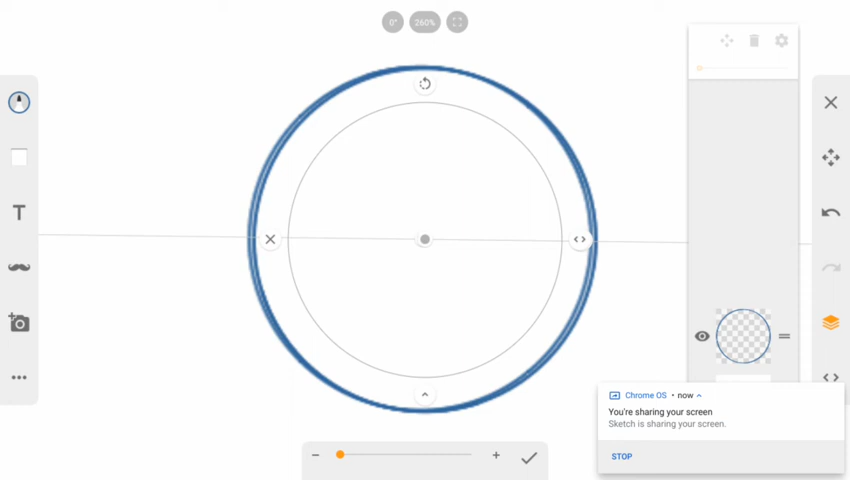 0°
260%
T
Chrome OS • now
You're sharing your screen
Sketch is sharing your screen.
STOP